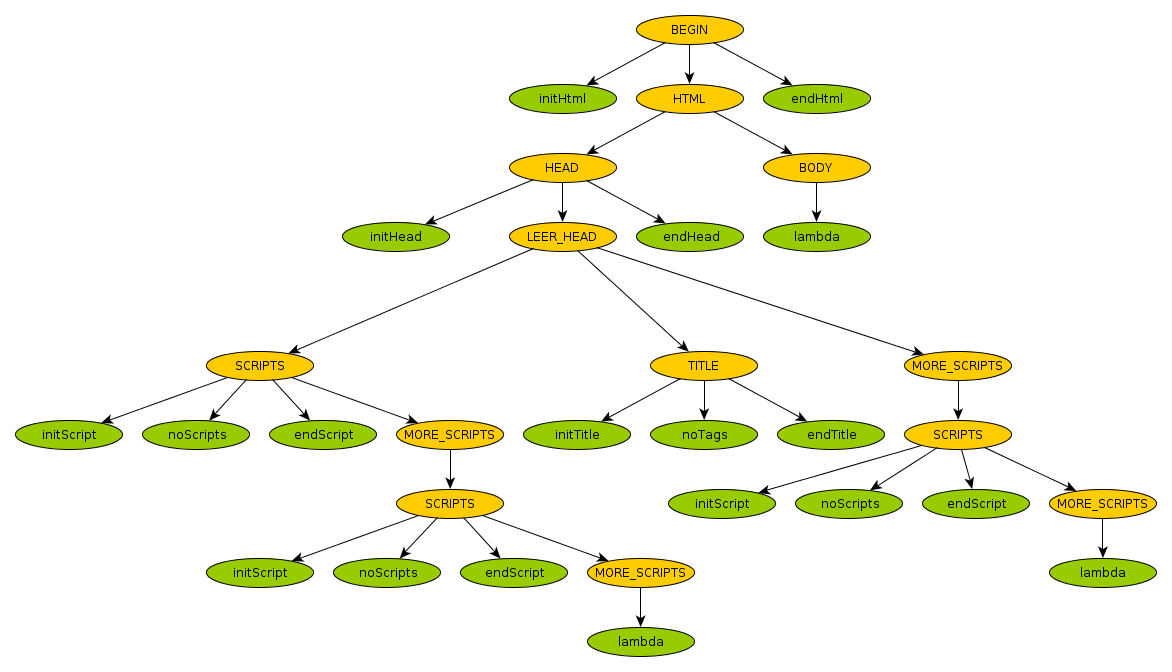 BEGIN
initHtml HTML endHtml
HEAD BODY
initHead LEER_HEAD endHead lambda
SCRIPTS TITLE MORE_SCRIPTS
initScript noScripts endScript MORE_SCRIPTS initTitle noTags endTitle SCRIPTS
SCRIPTS initScript noScripts endScript MORE_SCRIPTS
initScript noScripts endScript MORE_SCRIPTS lambda
lambda